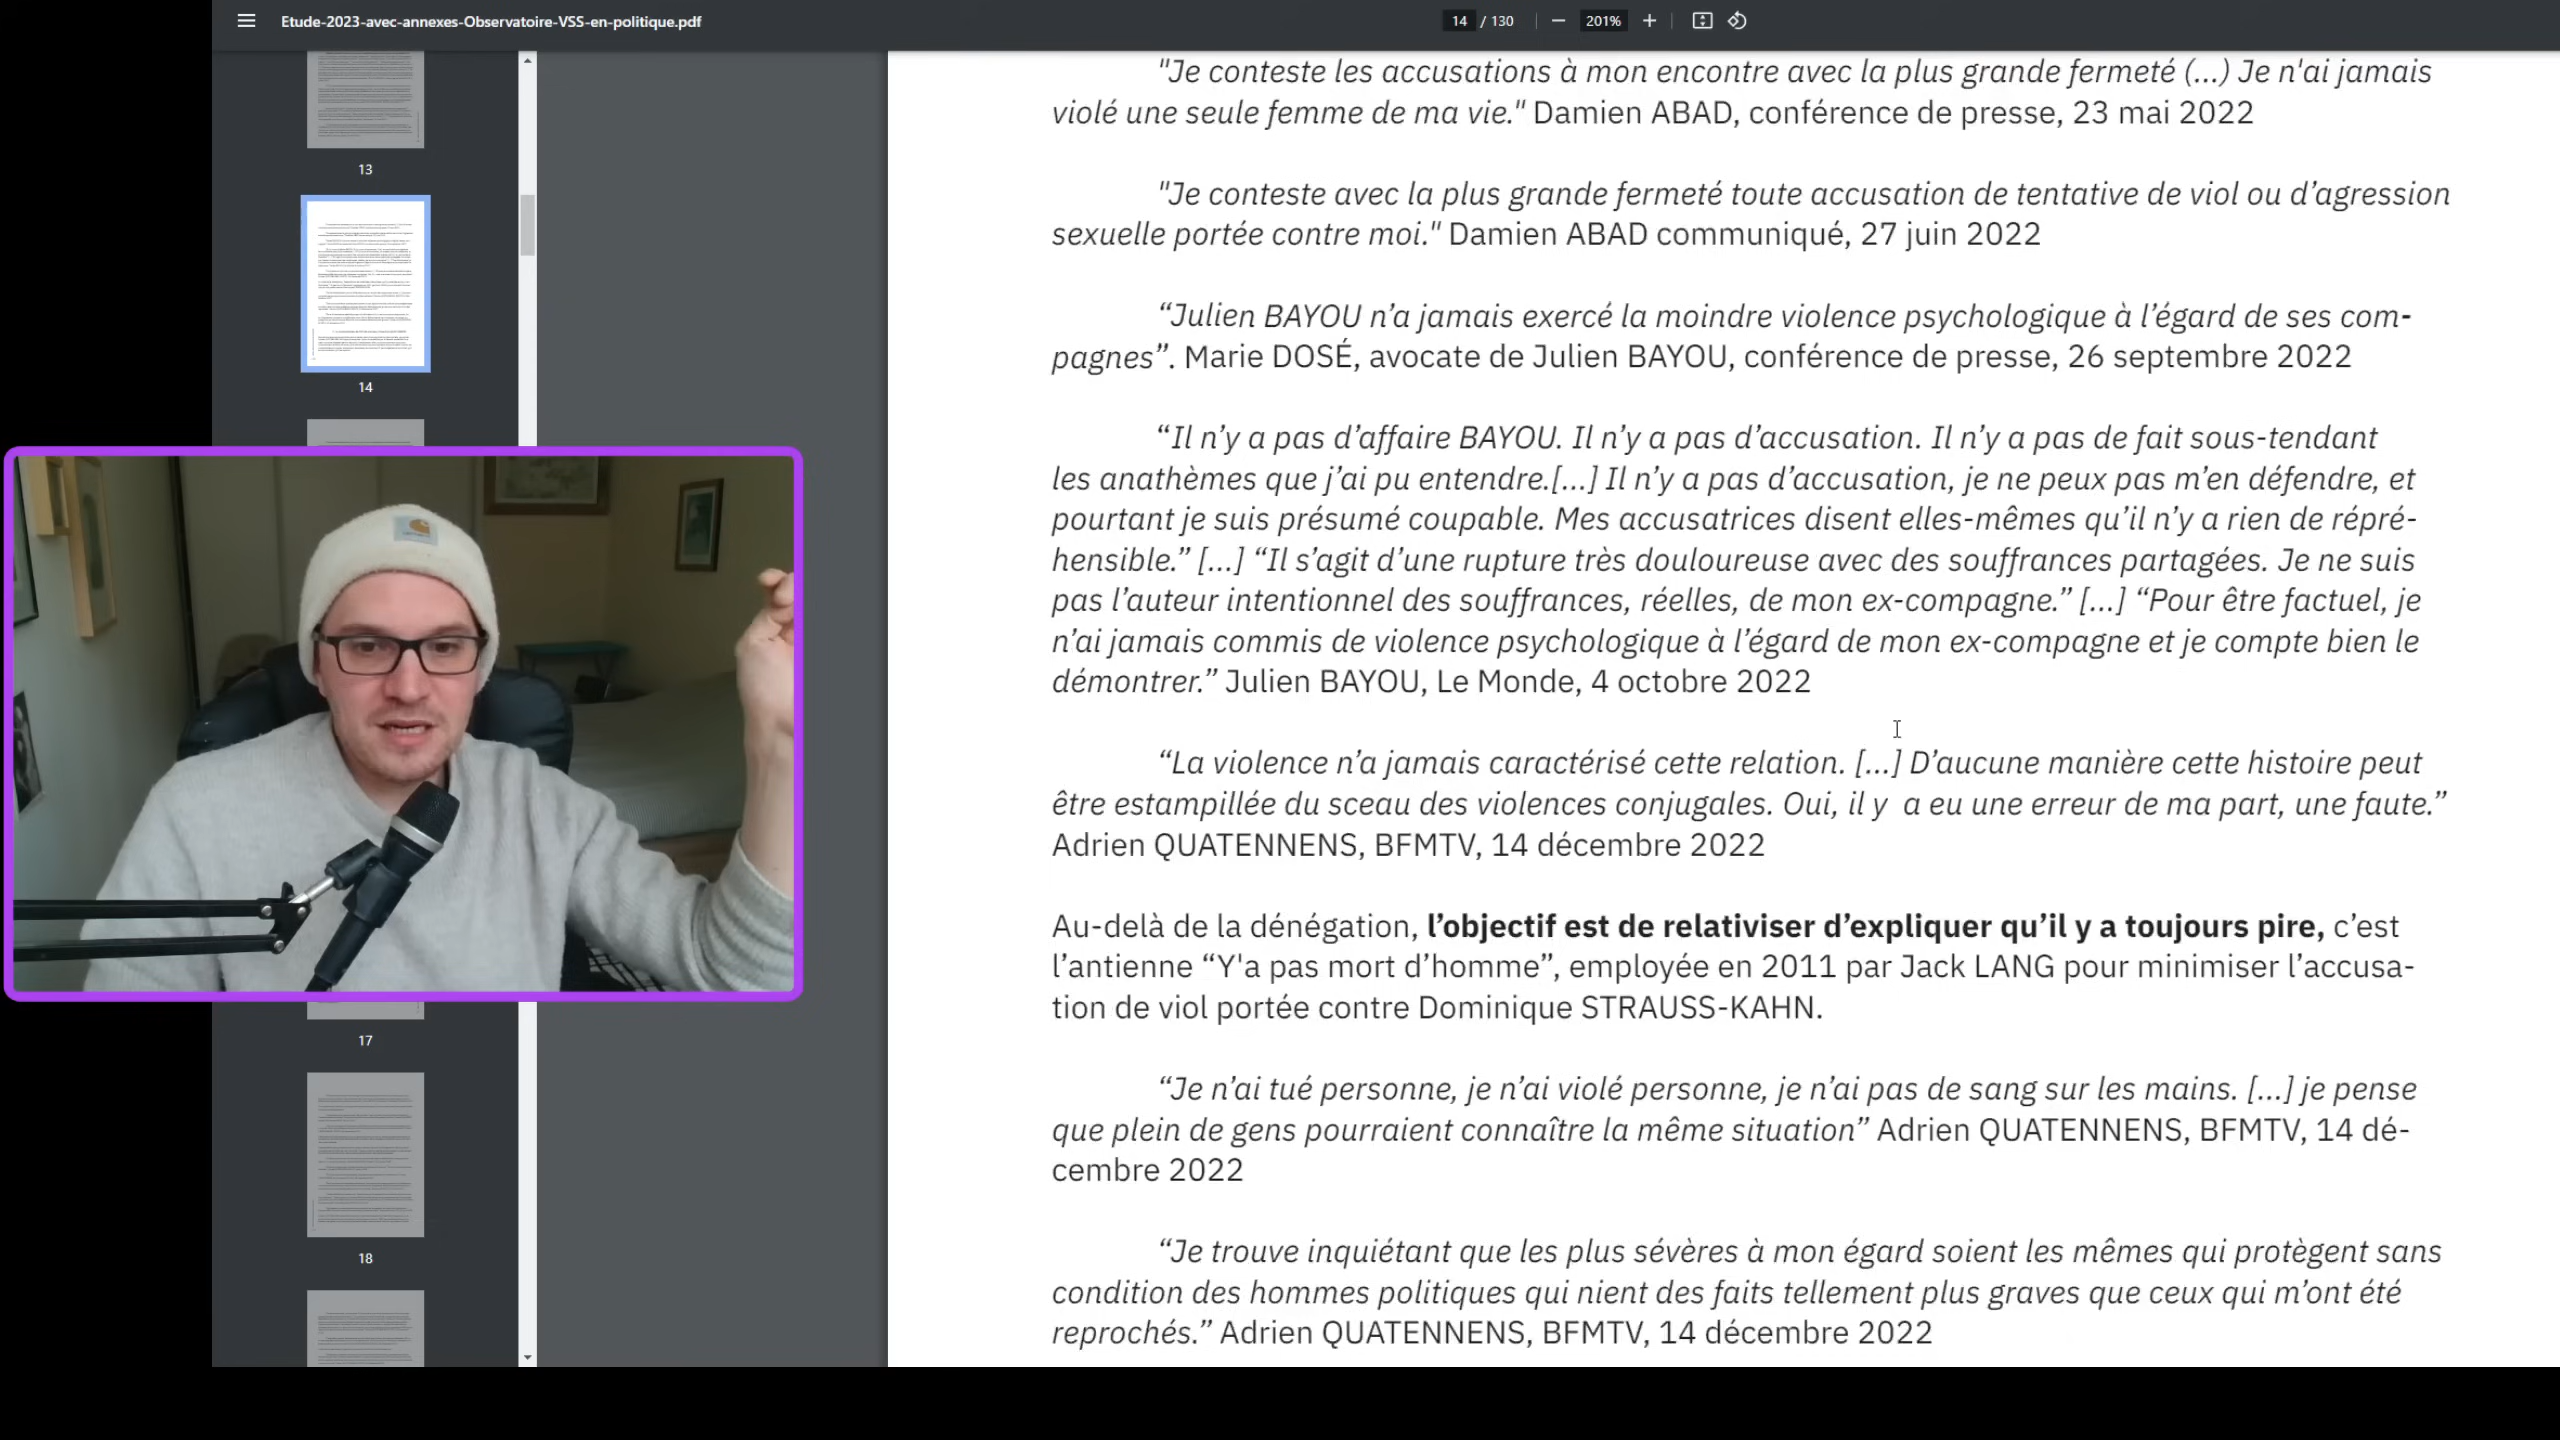 Etude-2023-avec-annexes-Observatoire-VSS-en-politique.pdf
14 / 130
201%
13
14
17
18
"Je conteste les accusations à mon encontre avec la plus grande fermeté (...) Je n'ai jamais
violé une seule femme de ma vie." Damien ABAD, conférence de presse, 23 mai 2022
"Je conteste avec la plus grande fermeté toute accusation de tentative de viol ou d’agression
sexuelle portée contre moi." Damien ABAD communiqué, 27 juin 2022
“Julien BAYOU n’a jamais exercé la moindre violence psychologique à l’égard de ses com-
pagnes”. Marie DOSÉ, avocate de Julien BAYOU, conférence de presse, 26 septembre 2022
“Il n’y a pas d’affaire BAYOU. Il n’y a pas d’accusation. Il n’y a pas de fait sous-tendant
les anathèmes que j’ai pu entendre.[...] Il n’y a pas d’accusation, je ne peux pas m’en défendre, et
pourtant je suis présumé coupable. Mes accusatrices disent elles-mêmes qu’il n’y a rien de répré-
hensible.” [...] “Il s’agit d’une rupture très douloureuse avec des souffrances partagées. Je ne suis
pas l’auteur intentionnel des souffrances, réelles, de mon ex-compagne.” [...] “Pour être factuel, je
n’ai jamais commis de violence psychologique à l’égard de mon ex-compagne et je compte bien le
démontrer.” Julien BAYOU, Le Monde, 4 octobre 2022
“La violence n’a jamais caractérisé cette relation. [...] D’aucune manière cette histoire peut
être estampillée du sceau des violences conjugales. Oui, il y a eu une erreur de ma part, une faute.”
Adrien QUATENNENS, BFMTV, 14 décembre 2022
Au-delà de la dénégation, l’objectif est de relativiser d’expliquer qu’il y a toujours pire, c’est
l’antienne “Y'a pas mort d’homme”, employée en 2011 par Jack LANG pour minimiser l’accusa-
tion de viol portée contre Dominique STRAUSS-KAHN.
“Je n’ai tué personne, je n’ai violé personne, je n’ai pas de sang sur les mains. [...] je pense
que plein de gens pourraient connaître la même situation” Adrien QUATENNENS, BFMTV, 14 dé-
cembre 2022
“Je trouve inquiétant que les plus sévères à mon égard soient les mêmes qui protègent sans
condition des hommes politiques qui nient des faits tellement plus graves que ceux qui m’ont été
reprochés.” Adrien QUATENNENS, BFMTV, 14 décembre 2022